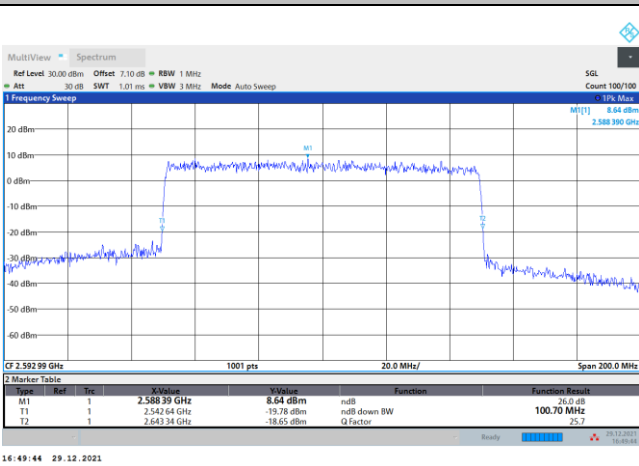 MultiView Spectrum
Ref Level 30.00 dBm Offset 7.10 dB RBW 1 MHz SGL
Att 30 dB SWT 1.01 ms VBW 3 MHz Mode Auto Sweep Count 100/100
1 Frequency Sweep 1Pk Max
M1[1] 8.64 dBm
2.588 390 GHz
20 dBm
M1
10 dBm
0 dBm
-10 dBm
T1 T2
-20 dBm
-30 dBm
-40 dBm
-50 dBm
-60 dBm
CF 2.592 99 GHz 1001 pts 20.0 MHz/ Span 200.0 MHz
2 Marker Table
Type Ref Trc X-Value Y-Value Function Function Result
M1 1 2.588 39 GHz 8.64 dBm ndB 26.0 dB
T1 1 2.542 64 GHz -19.78 dBm ndB down BW 100.70 MHz
T2 1 2.643 34 GHz -18.65 dBm Q Factor 25.7
Ready 29.12.2021
16:49:44
16:49:44 29.12.2021